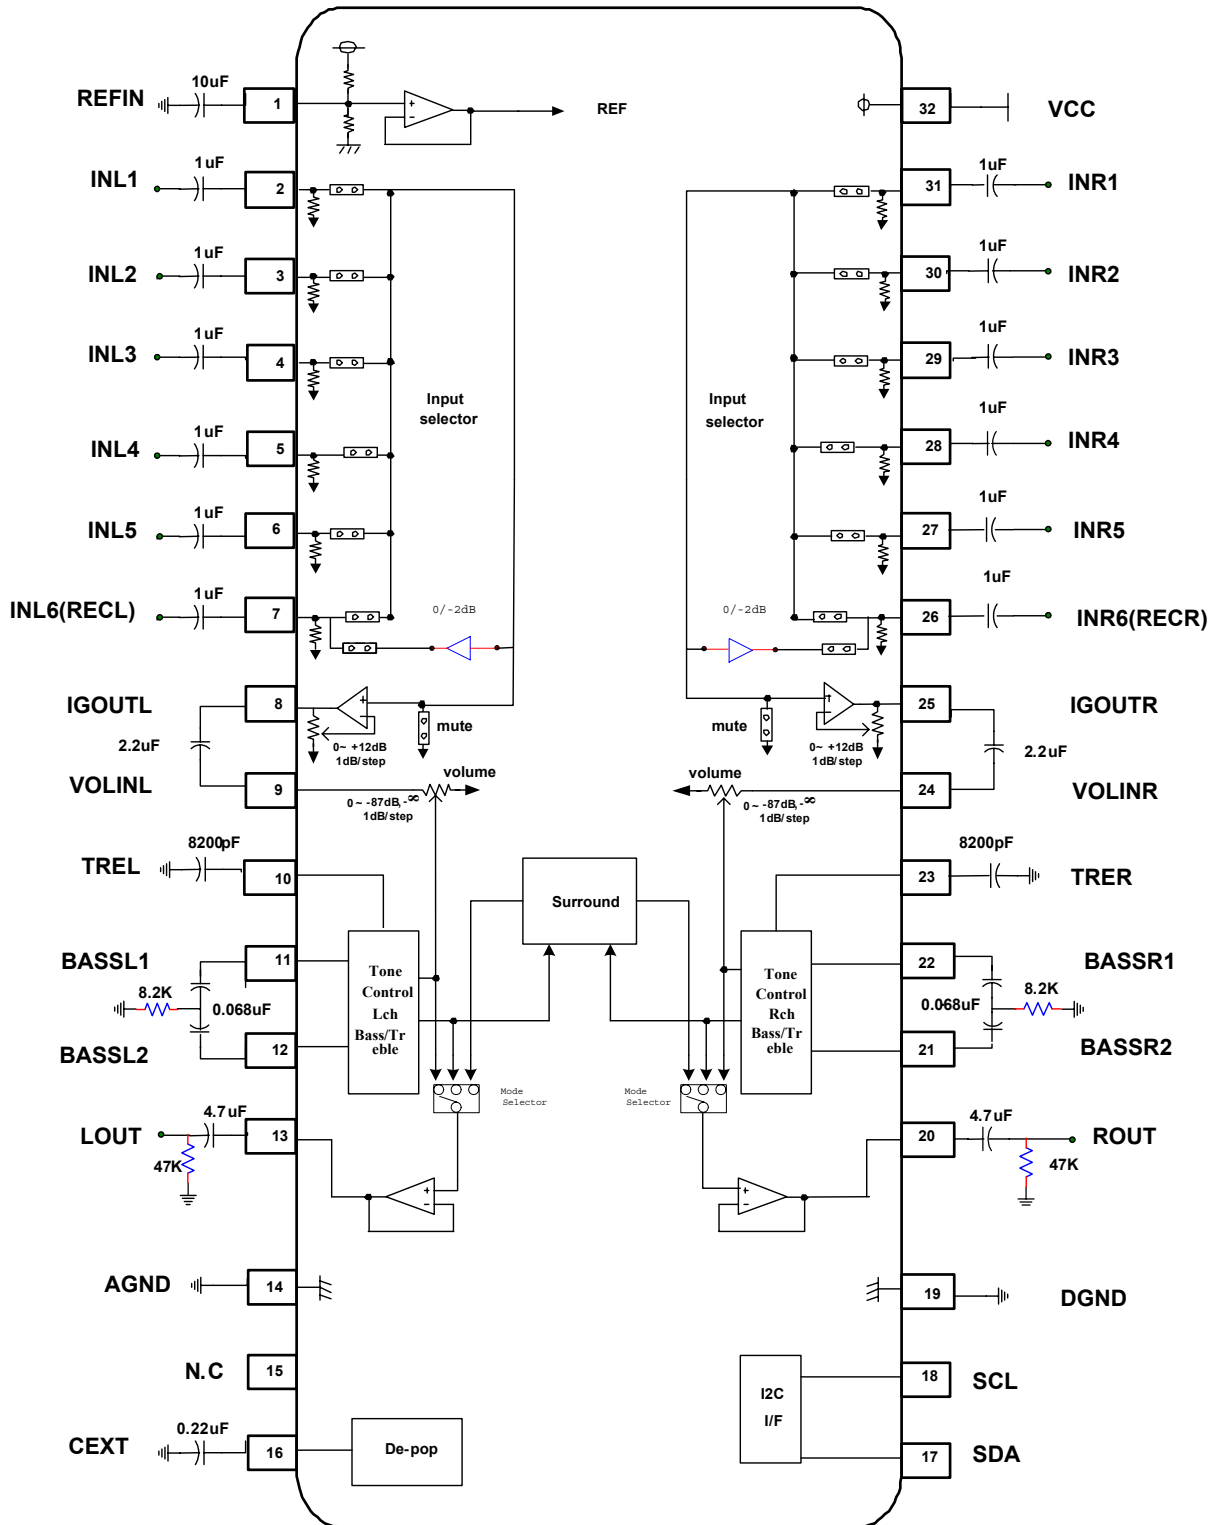 REFIN
10uF
1
REF
32
VCC
INL1
1uF
2
31
1uF
INR1
INL2
1uF
3
30
1uF
INR2
INL3
1uF
4
29
1uF
INR3
Input
selector
Input
selector
INL4
1uF
5
28
1uF
INR4
INL5
1uF
6
27
1uF
INR5
INL6(RECL)
1uF
7
0/-2dB
0/-2dB
26
1uF
INR6(RECR)
IGOUTL
8
+
-
mute
0~ +12dB
1dB/step
mute
0~ +12dB
1dB/step
25
IGOUTR
2.2uF
2.2uF
VOLINL
9
volume
0 ~ -87dB,-∞
1dB/step
volume
0 ~ -87dB,-∞
1dB/step
24
VOLINR
TREL
8200pF
10
23
8200pF
TRER
Surround
BASSL1
11
22
BASSR1
8.2K
0.068uF
Tone
Control
Lch
Bass/Tr
eble
Tone
Control
Rch
Bass/Tr
eble
0.068uF
8.2K
BASSL2
12
21
BASSR2
Mode
Selector
Mode
Selector
LOUT
4.7uF
13
20
4.7uF
ROUT
47K
47K
+
-
+
-
AGND
14
19
DGND
N.C
15
I2C
I/F
18
SCL
CEXT
0.22uF
16
De-pop
17
SDA